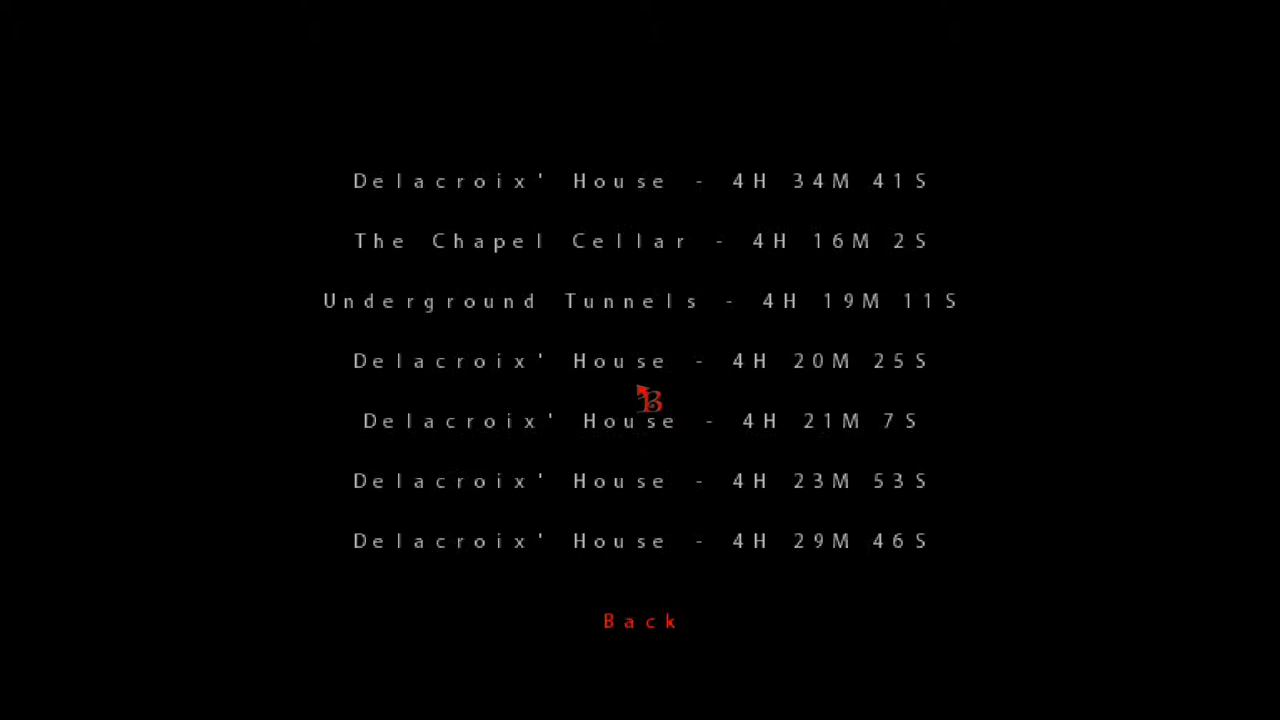 Delacroix' House - 4H 34M 41S
The Chapel Cellar - 4H 16M 2S
Underground Tunnels - 4H 19M 11S
Delacroix' House - 4H 20M 25S
Delacroix' House - 4H 21M 7S
Delacroix' House - 4H 23M 53S
Delacroix' House - 4H 29M 46S
Back